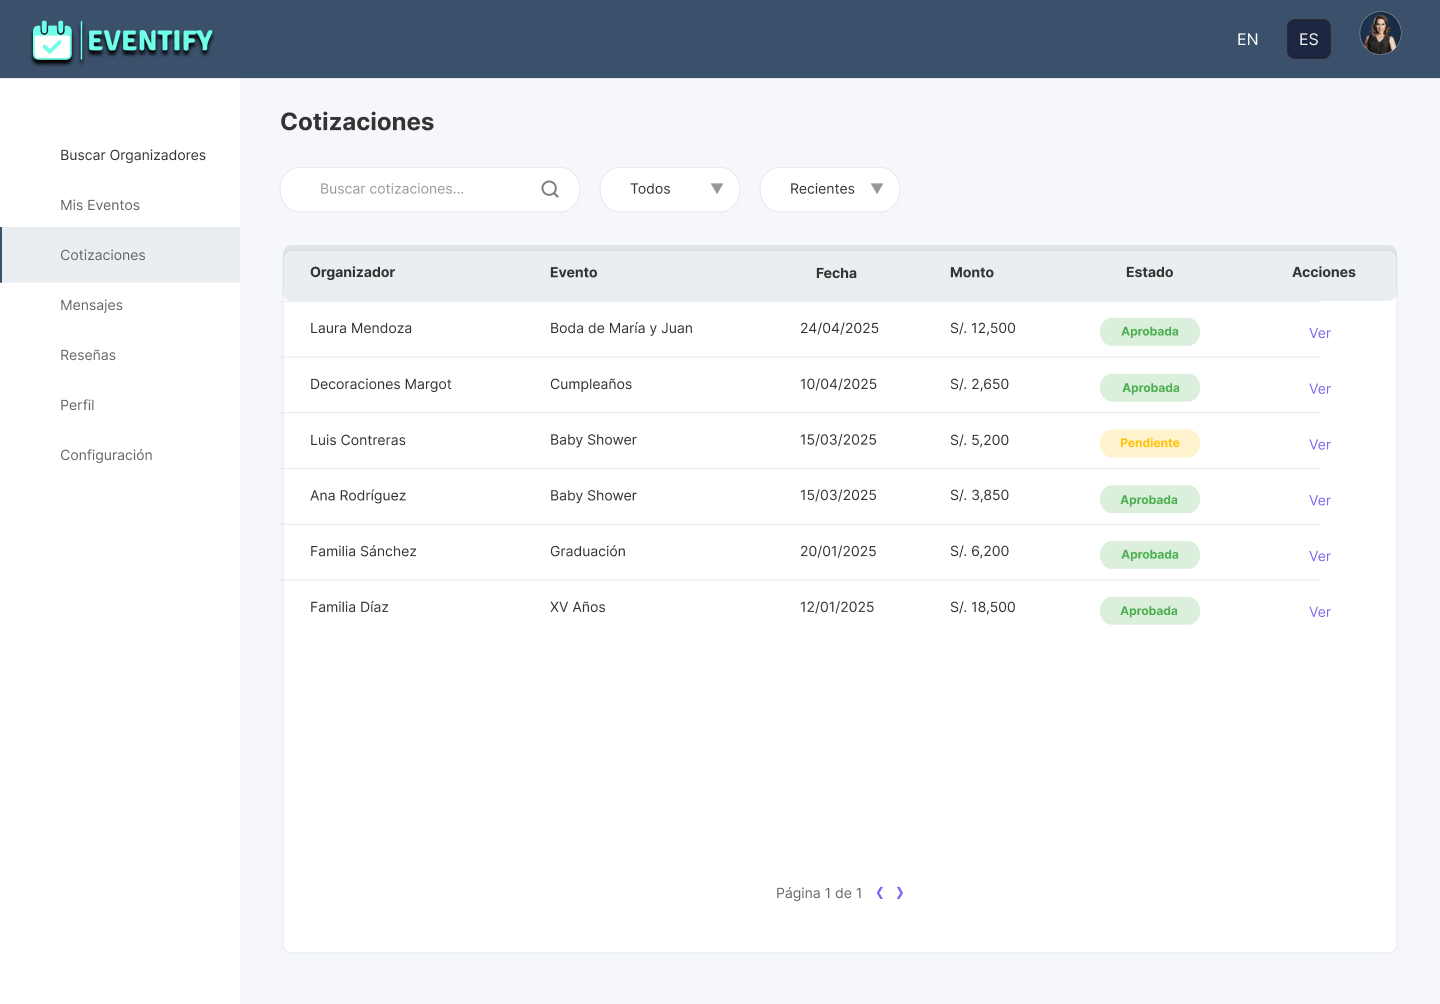 EVENTIFY
EN ES
Buscar Organizadores
Mis Eventos
Cotizaciones
Mensajes
Reseñas
Perfil
Configuración
Cotizaciones
Buscar cotizaciones... Todos Recientes
Organizador Evento Fecha Monto Estado Acciones
Laura Mendoza Boda de María y Juan 24/04/2025 S/. 12,500 Aprobada Ver
Decoraciones Margot Cumpleaños 10/04/2025 S/. 2,650 Aprobada Ver
Luis Contreras Baby Shower 15/03/2025 S/. 5,200 Pendiente Ver
Ana Rodríguez Baby Shower 15/03/2025 S/. 3,850 Aprobada Ver
Familia Sánchez Graduación 20/01/2025 S/. 6,200 Aprobada Ver
Familia Díaz XV Años 12/01/2025 S/. 18,500 Aprobada Ver
Página 1 de 1